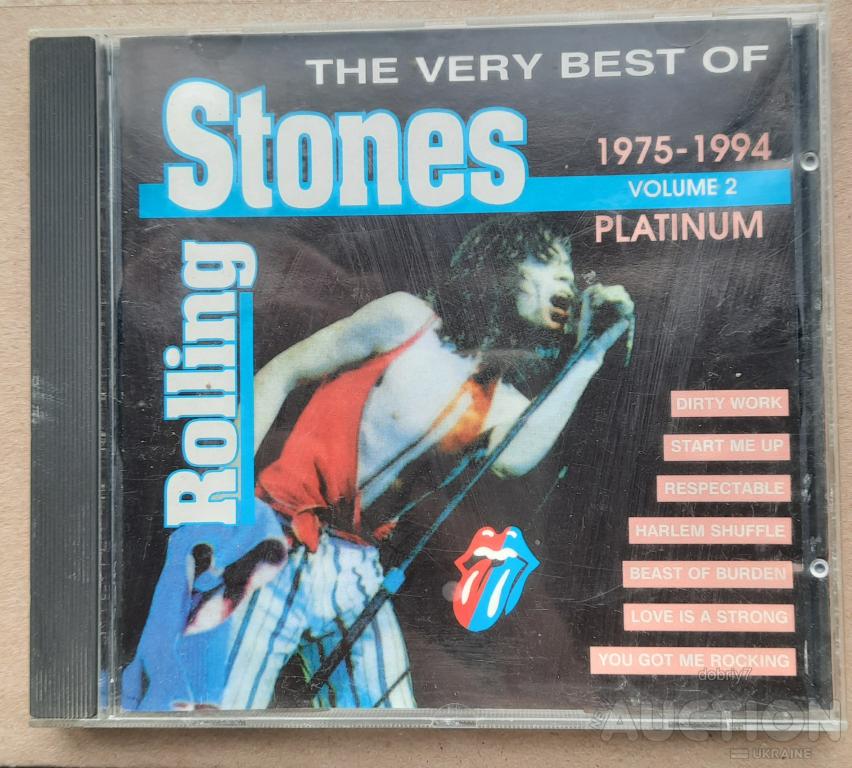 THE VERY BEST OF
Stones
1975-1994
VOLUME 2
PLATINUM
Rolling
DIRTY WORK
START ME UP
RESPECTABLE
HARLEM SHUFFLE
BEAST OF BURDEN
LOVE IS A STRONG
YOU GOT ME ROCKING
dobriy7
AUCTION
UKRAINE